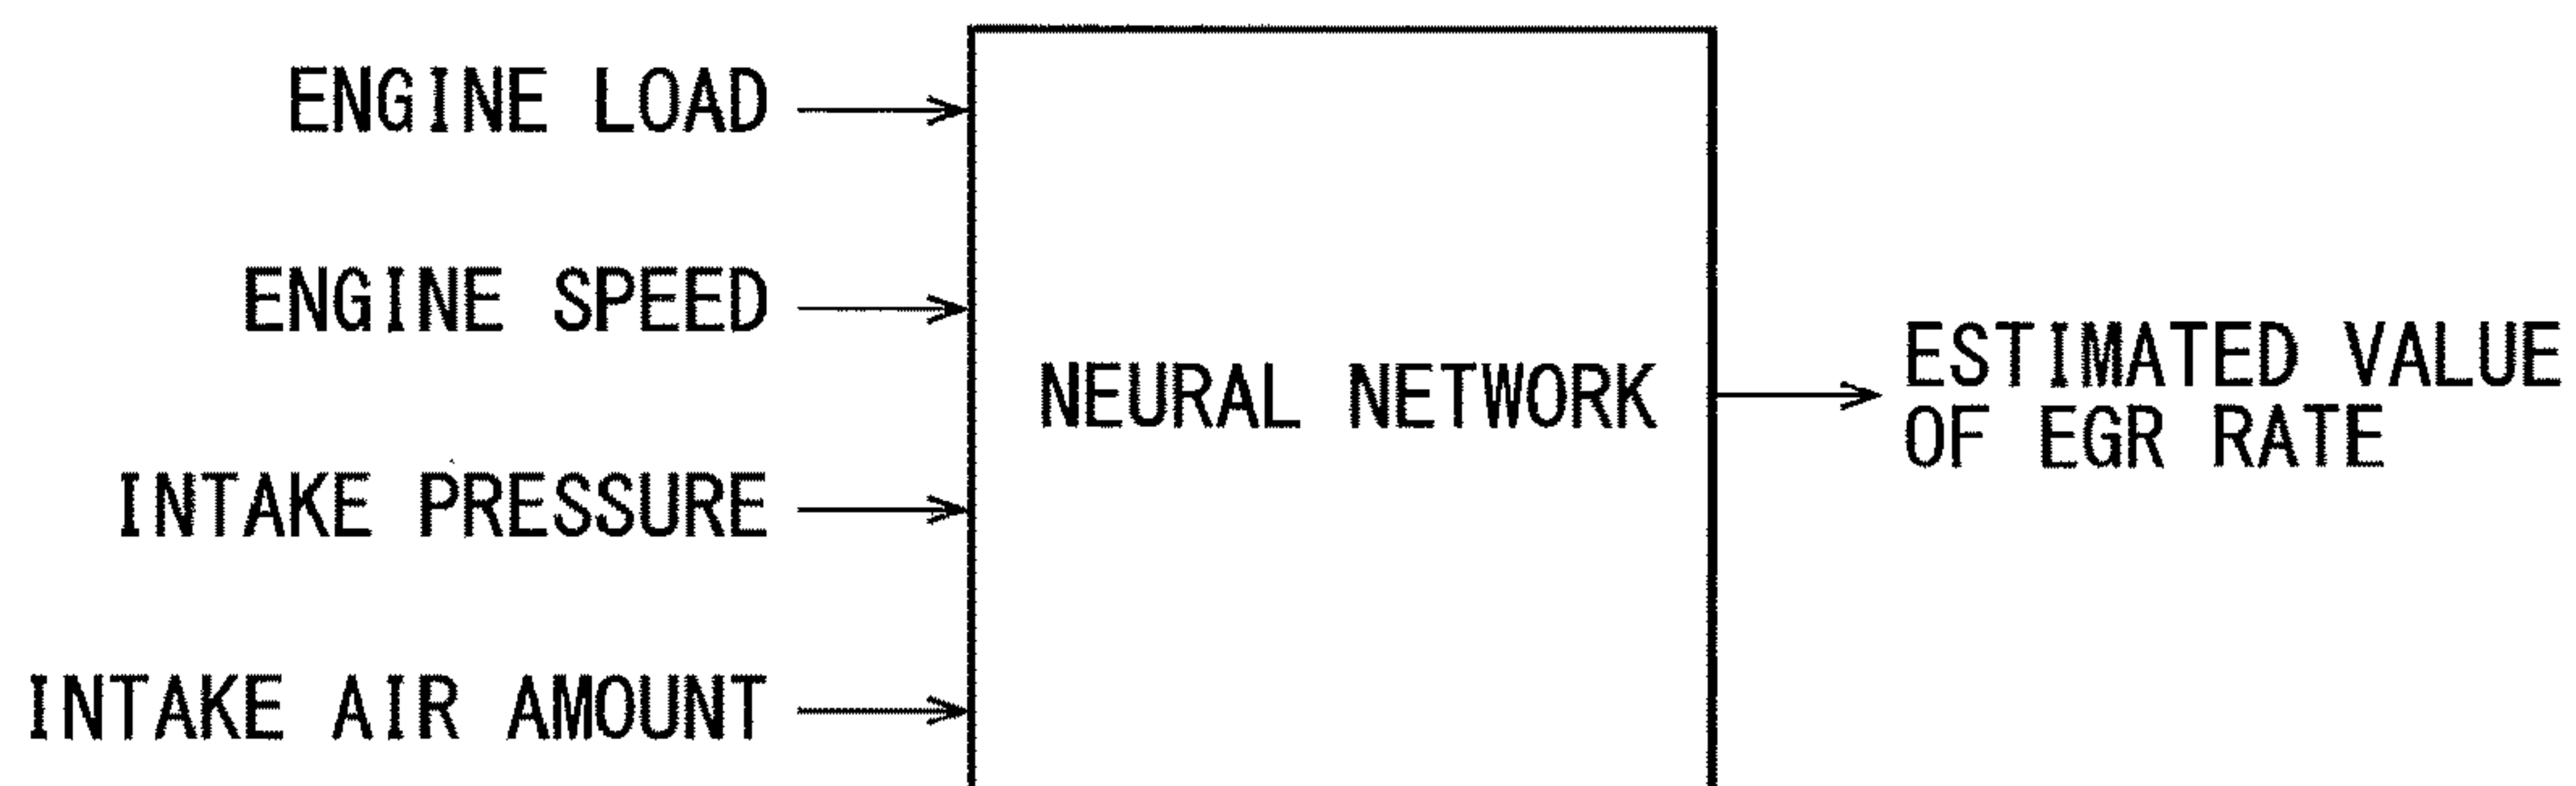 ENGINE LOAD
ENGINE SPEED
INTAKE PRESSURE
INTAKE AIR AMOUNT
NEURAL NETWORK
ESTIMATED VALUE
OF EGR RATE